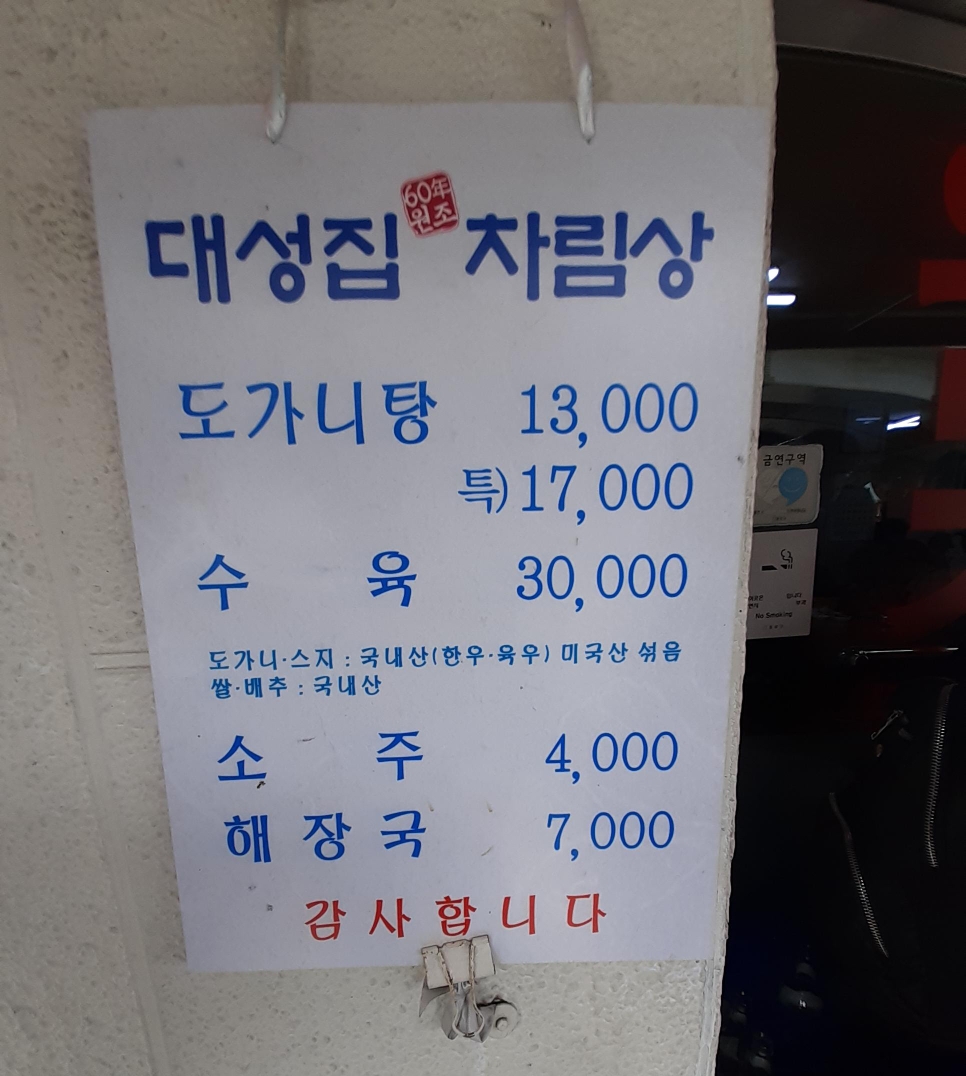 60年
원조
대성집 차림상
도가니탕 13,000
특) 17,000
수 육 30,000
도가니·스지 : 국내산(한우·육우) 미국산 섞음
쌀·배추 : 국내산
소 주 4,000
해 장 국 7,000
감 사 합 니 다
금연구역
No Smoking